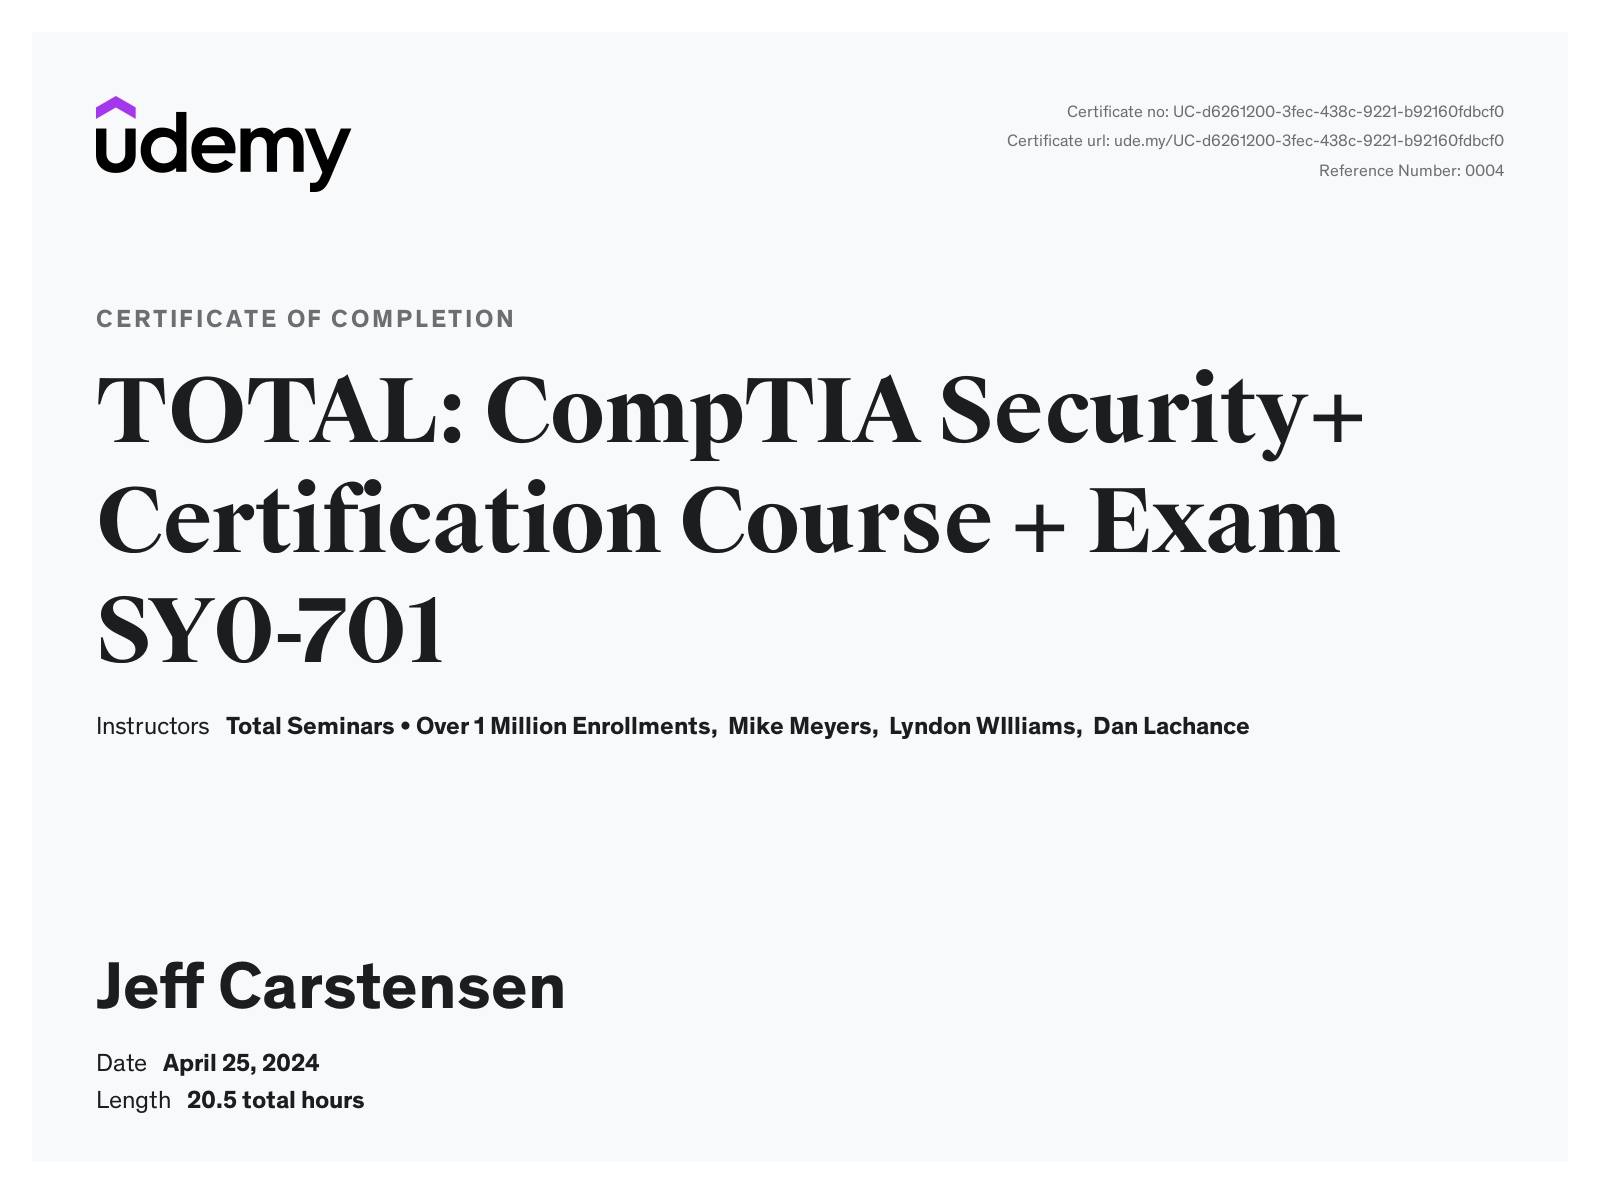 udemy
Certificate no: UC-d6261200-3fec-438c-9221-b92160fdbcf0
Certificate url: ude.my/UC-d6261200-3fec-438c-9221-b92160fdbcf0
Reference Number: 0004
CERTIFICATE OF COMPLETION
TOTAL: CompTIA Security+
Certification Course + Exam
SY0-701
Instructors Total Seminars • Over 1 Million Enrollments, Mike Meyers, Lyndon WIlliams, Dan Lachance
Jeff Carstensen
Date April 25, 2024
Length 20.5 total hours